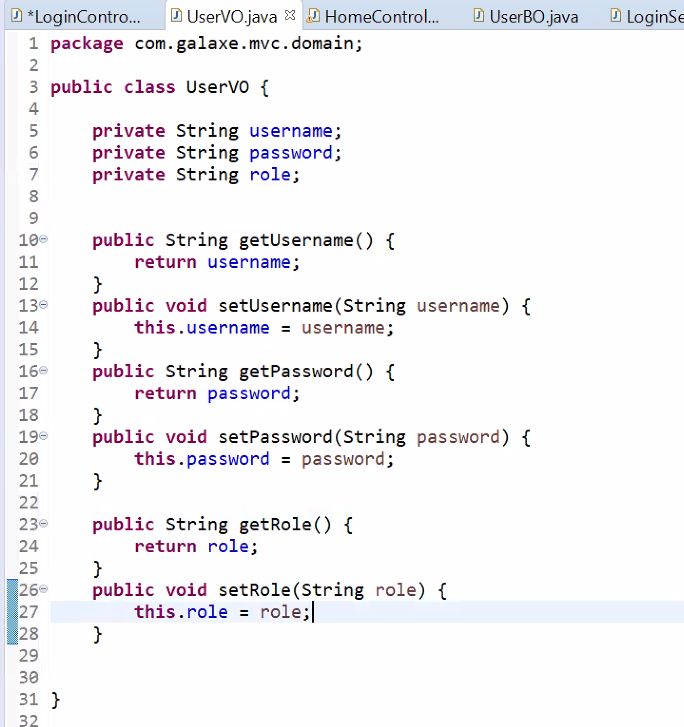 *LoginContro... UserVO.java HomeControl... UserBO.java LoginSe
1 package com.galaxe.mvc.domain;
2
3 public class UserVO {
4
5 private String username;
6 private String password;
7 private String role;
8
9
10 public String getUsername() {
11 return username;
12 }
13 public void setUsername(String username) {
14 this.username = username;
15 }
16 public String getPassword() {
17 return password;
18 }
19 public void setPassword(String password) {
20 this.password = password;
21 }
22
23 public String getRole() {
24 return role;
25 }
26 public void setRole(String role) {
27 this.role = role;
28 }
29
30
31 }
32